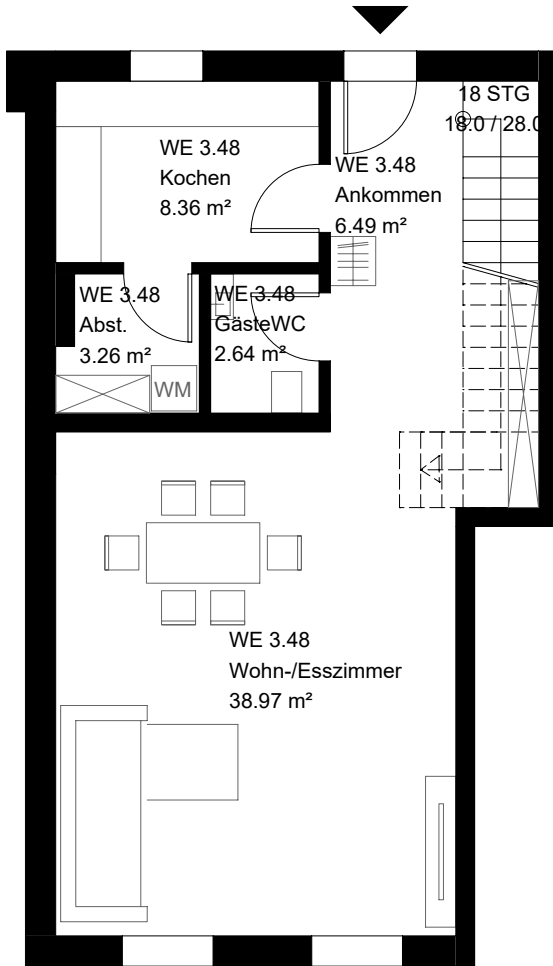 18 STG
18.0 / 28.0
WE 3.48
Kochen
8.36 m²
WE 3.48
Ankommen
6.49 m²
WE 3.48
Abst.
3.26 m²
WE 3.48
GästeWC
2.64 m²
WM
WE 3.48
Wohn-/Esszimmer
38.97 m²